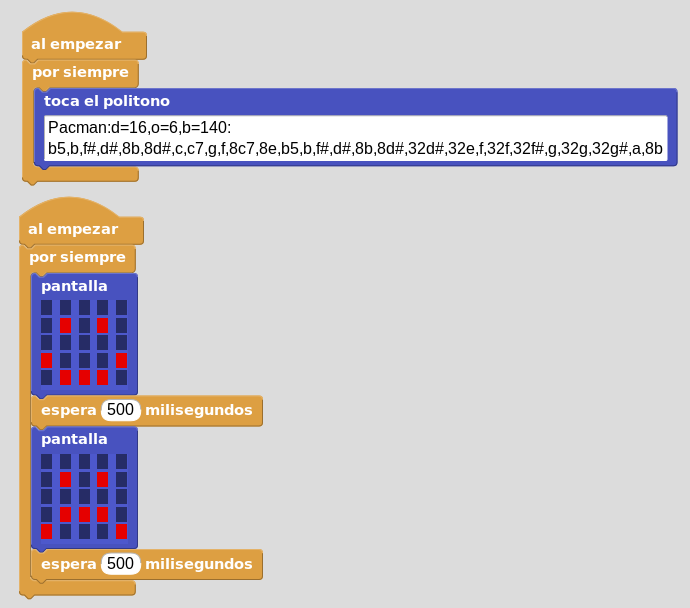 al empezar
por siempre
toca el politono
Pacman:d=16,o=6,b=140:
b5,b,f#,d#,8b,8d#,c,c7,g,f,8c7,8e,b5,b,f#,d#,8b,8d#,32d#,32e,f,32f,32f#,g,32g,32g#,a,8b
al empezar
por siempre
pantalla
espera 500 milisegundos
pantalla
espera 500 milisegundos